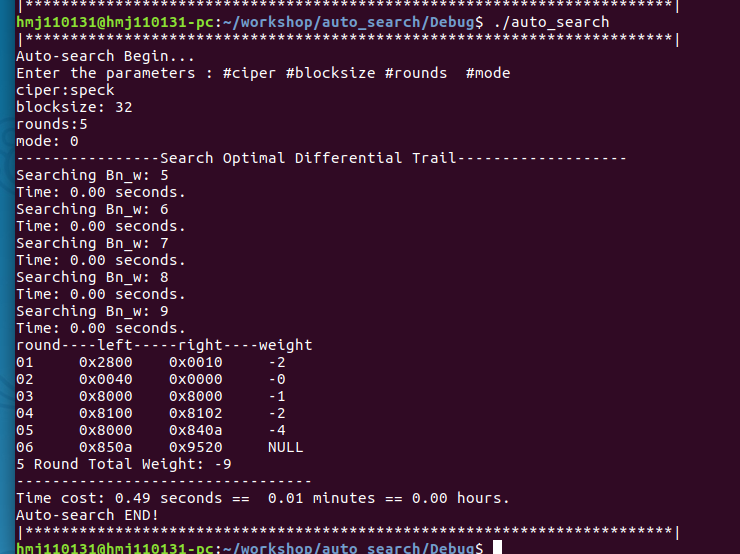 |************************************************************************|
hmj110131@hmj110131-pc:~/workshop/auto_search/Debug$ ./auto_search
|************************************************************************|
Auto-search Begin...
Enter the parameters : #ciper #blocksize #rounds  #mode
ciper:speck
blocksize: 32
rounds:5
mode: 0
----------------Search Optimal Differential Trail-------------------
Searching Bn_w: 5
Time: 0.00 seconds.
Searching Bn_w: 6
Time: 0.00 seconds.
Searching Bn_w: 7
Time: 0.00 seconds.
Searching Bn_w: 8
Time: 0.00 seconds.
Searching Bn_w: 9
Time: 0.00 seconds.
round----left-----right----weight
01     0x2800    0x0010     -2
02     0x0040    0x0000     -0
03     0x8000    0x8000     -1
04     0x8100    0x8102     -2
05     0x8000    0x840a     -4
06     0x850a    0x9520     NULL
5 Round Total Weight: -9
---------------------------------
Time cost: 0.49 seconds ==  0.01 minutes == 0.00 hours.
Auto-search END!
|************************************************************************|
hmj110131@hmj110131-pc:~/workshop/auto_search/Debug$